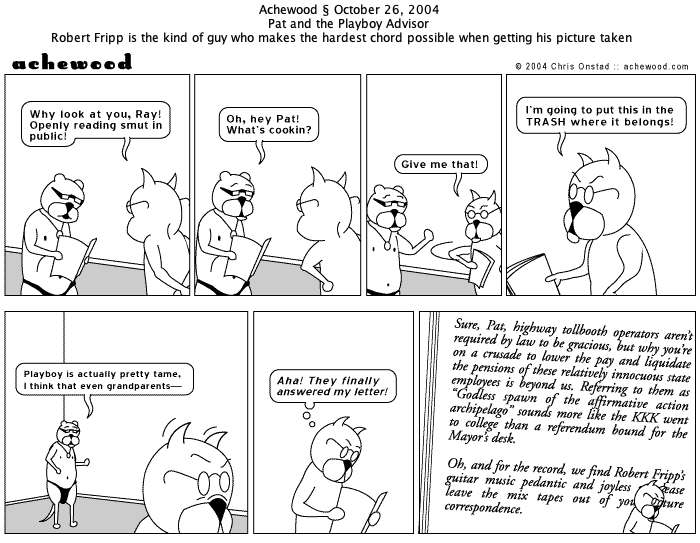 Achewood § October 26, 2004
Pat and the Playboy Advisor
Robert Fripp is the kind of guy who makes the hardest chord possible when getting his picture taken
achewood
© 2004 Chris Onstad :: achewood.com
Why look at you, Ray!
Openly reading smut in
public!
Oh, hey Pat!
What's cookin?
Give me that!
I'm going to put this in the
TRASH where it belongs!
Playboy is actually pretty tame,
I think that even grandparents—
Aha! They finally
answered my letter!
Sure, Pat, highway tollbooth operators aren't
required by law to be gracious, but why you're
on a crusade to lower the pay and liquidate
the pensions of these relatively innocuous state
employees is beyond us. Referring to them as
"Godless spawn of the affirmative action
archipelago" sounds more like the KKK went
to college than a referendum bound for the
Mayor's desk.
Oh, and for the record, we find Robert Fripp's
guitar music pedantic and joyless
leave the mix tapes out of
correspondence.